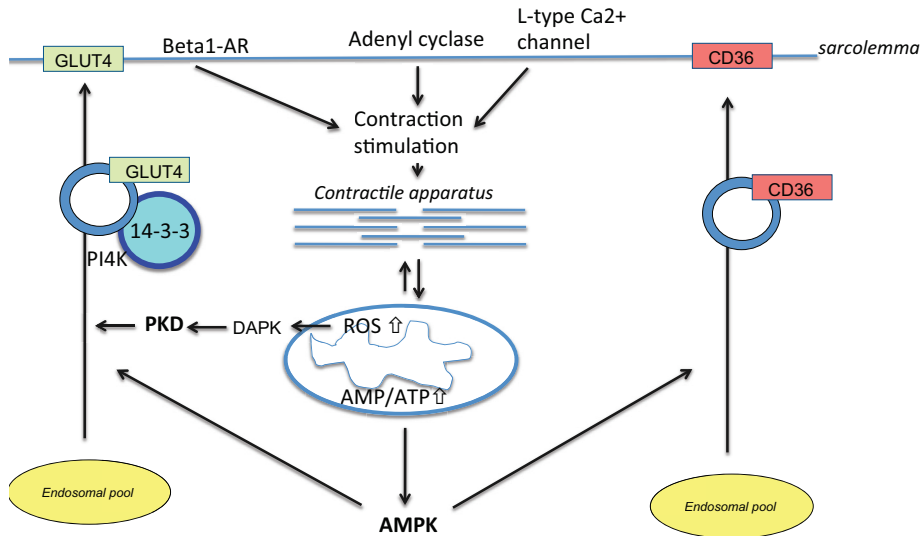 L-type Ca2+
channel
Beta1-AR
Adenyl cyclase
sarcolemma
GLUT4
CD36
Contraction
stimulation
GLUT4
CD36
Contractile apparatus
14-3-3
PI4K
PKD
DAPK
ROS ⇧
AMP/ATP⇧
Endosomal pool
Endosomal pool
AMPK